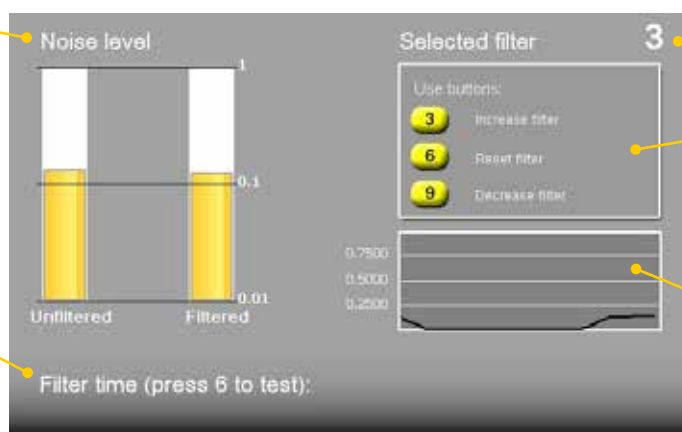 Noise level
Selected filter
3
Use buttons:
3 Increase filter
6 Reset filter
9 Decrease filter
1
0.1
0.01
Unfiltered
Filtered
0.7500
0.5000
0.2500
Filter time (press 6 to test):